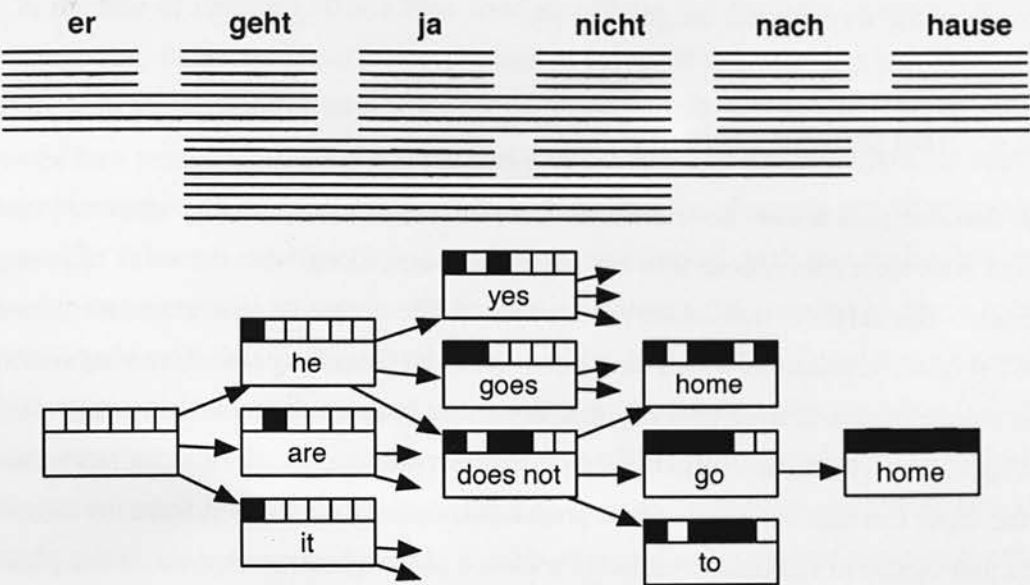 er geht ja nicht nach hause
yes
he
goes
home
are
does not
go
home
it
to